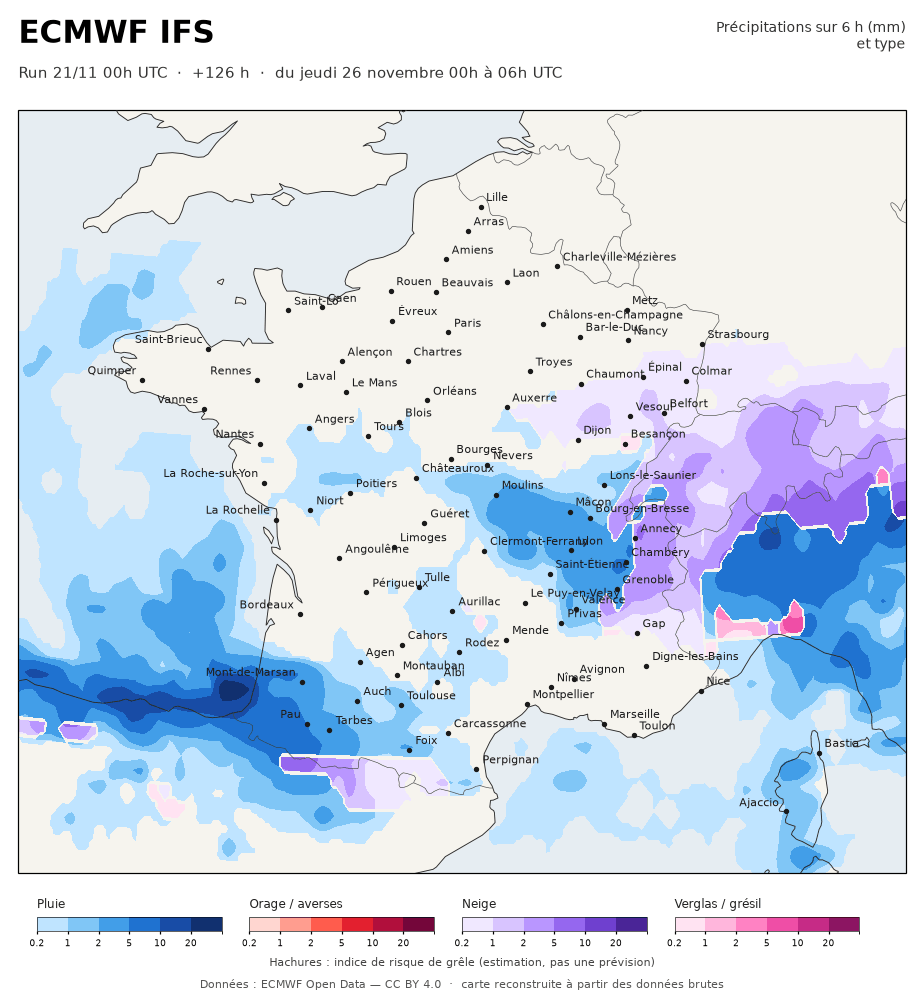 ECMWF IFS
Précipitations sur 6 h (mm)
et type
Run 21/11 00h UTC · +126 h · du jeudi 26 novembre 00h à 06h UTC
Lille
Arras
Amiens
Charleville-Mézières
Laon
Rouen
Beauvais
Saint-Lô
Caen
Metz
Évreux
Châlons-en-Champagne
Paris
Bar-le-Duc
Nancy
Strasbourg
Saint-Brieuc
Alençon
Chartres
Troyes
Épinal
Quimper
Rennes
Laval
Le Mans
Chaumont
Colmar
Vannes
Orléans
Auxerre
Blois
Vesoul
Belfort
Angers
Tours
Nantes
Dijon
Besançon
Bourges
Nevers
La Roche-sur-Yon
Châteauroux
Lons-le-Saunier
Poitiers
Moulins
Niort
La Rochelle
Mâcon
Bourg-en-Bresse
Guéret
Annecy
Limoges
Clermont-Ferrand
Lyon
Angoulême
Chambéry
Saint-Étienne
Périgueux
Tulle
Grenoble
Le Puy-en-Velay
Valence
Bordeaux
Aurillac
Privas
Gap
Cahors
Rodez
Mende
Agen
Digne-les-Bains
Mont-de-Marsan
Montauban
Albi
Avignon
Nîmes
Nice
Auch
Toulouse
Montpellier
Pau
Tarbes
Carcassonne
Marseille
Toulon
Foix
Bastia
Perpignan
Ajaccio
Pluie
Orage / averses
Neige
Verglas / grésil
0.2 1 2 5 10 20
0.2 1 2 5 10 20
0.2 1 2 5 10 20
0.2 1 2 5 10 20
Hachures : indice de risque de grêle (estimation, pas une prévision)
Données : ECMWF Open Data — CC BY 4.0 · carte reconstruite à partir des données brutes